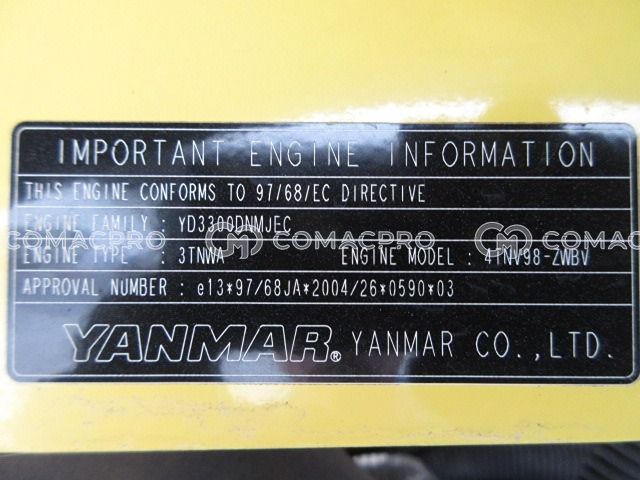 IMPORTANT ENGINE INFORMATION
THIS ENGINE CONFORMS TO 97/68/EC DIRECTIVE
ENGINE FAMILY : YD3300DNMJEC
COMACPRO COMACPRO COMACPRO
ENGINE TYPE : 3TNWA ENGINE MODEL : 4TNV98-ZWBV
APPROVAL NUMBER : e13*97/68JA*2004/26*0590*03
YANMAR® YANMAR CO.,LTD.